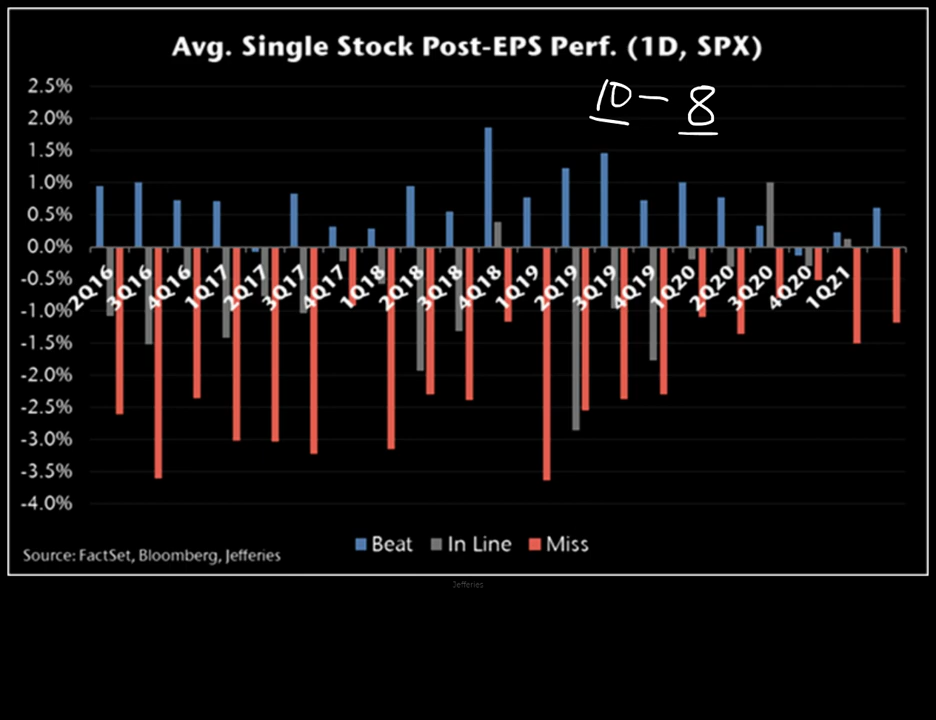 Avg. Single Stock Post-EPS Perf. (1D, SPX)
10 - 8
2.5%
2.0%
1.5%
1.0%
0.5%
0.0%
-0.5%
-1.0%
-1.5%
-2.0%
-2.5%
-3.0%
-3.5%
-4.0%
2Q16 3Q16 4Q16 1Q17 2Q17 3Q17 4Q17 1Q18 2Q18 3Q18 4Q18 1Q19 2Q19 3Q19 4Q19 1Q20 2Q20 3Q20 4Q20 1Q21
Beat In Line Miss
Source: FactSet, Bloomberg, Jefferies
Jefferies